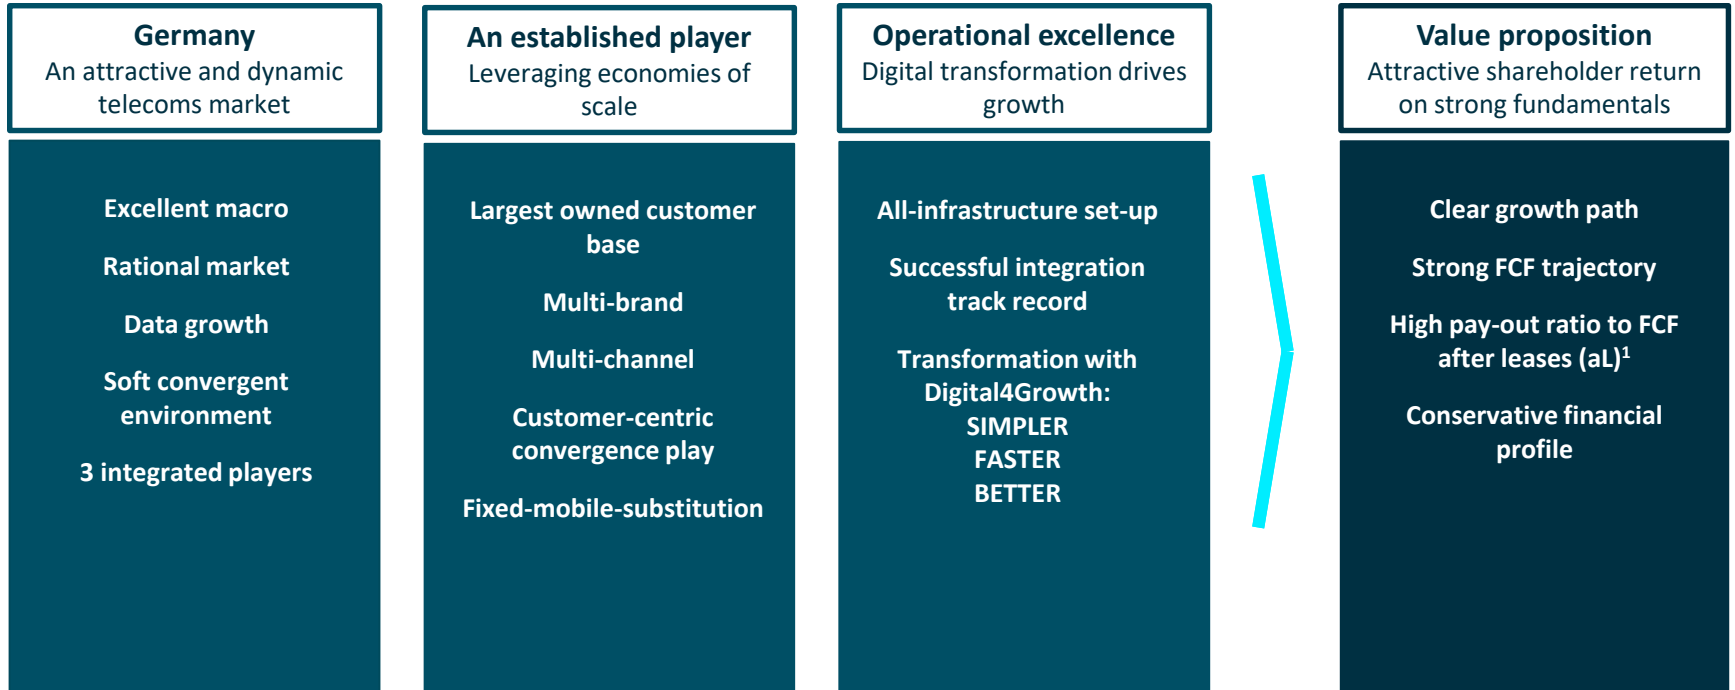 Germany
An attractive and dynamic
telecoms market
Excellent macro
Rational market
Data growth
Soft convergent
environment
3 integrated players
An established player
Leveraging economies of
scale
Largest owned customer
base
Multi-brand
Multi-channel
Customer-centric
convergence play
Fixed-mobile-substitution
Operational excellence
Digital transformation drives
growth
All-infrastructure set-up
Successful integration
track record
Transformation with
Digital4Growth:
SIMPLER
FASTER
BETTER
Value proposition
Attractive shareholder return
on strong fundamentals
Clear growth path
Strong FCF trajectory
High pay-out ratio to FCF
after leases (aL)¹
Conservative financial
profile